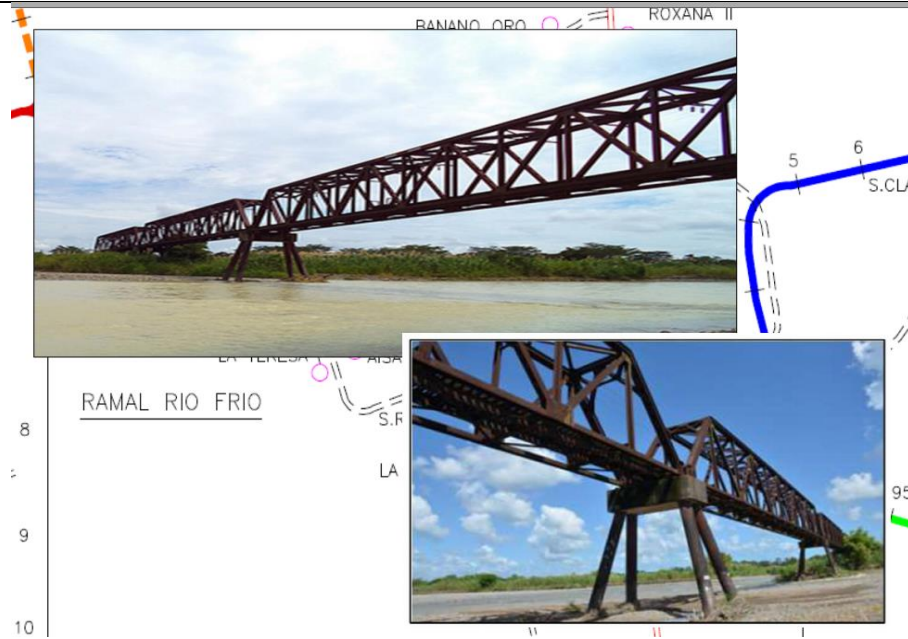 BANANO ORO
ROXANA II
5
6
S.CLA
LA TERESA
AISA
RAMAL RIO FRIO
8
S.R
LA
95
9
10